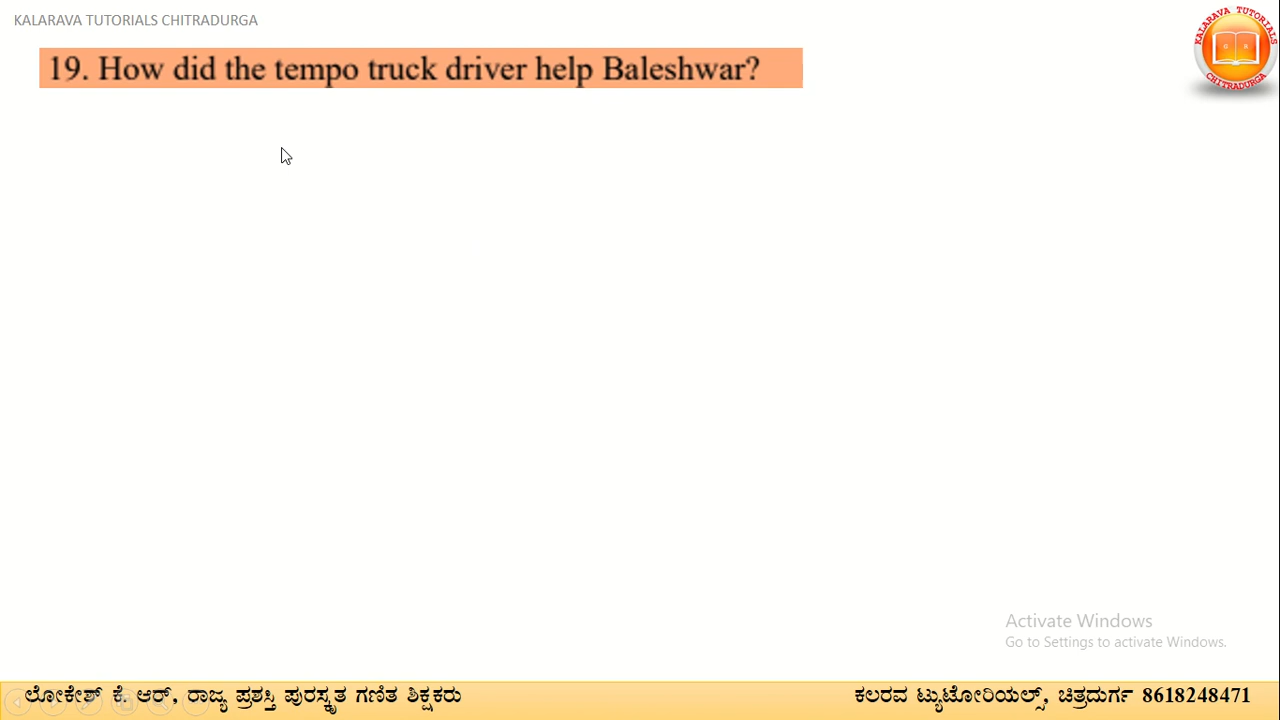 KALARAVA TUTORIALS CHITRADURGA
KALARAVA TUTORIALS
CHITRADURGA
19. How did the tempo truck driver help Baleshwar?
Activate Windows
Go to Settings to activate Windows.
ಲೋಕೇಶ್ ಕೆ. ಆರ್, ರಾಜ್ಯ ಪ್ರಶಸ್ತಿ ಪುರಸ್ಕೃತ ಗಣಿತ ಶಿಕ್ಷಕರು
ಕಲರವ ಟ್ಯುಟೋರಿಯಲ್ಸ್, ಚಿತ್ರದುರ್ಗ 8618248471